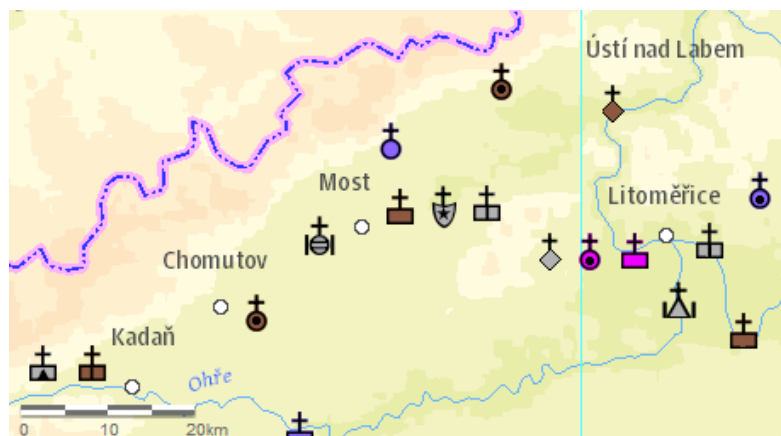 Ústí nad Labem
Most
Litoměřice
Chomutov
Kadaň
Ohře
0 10 20km